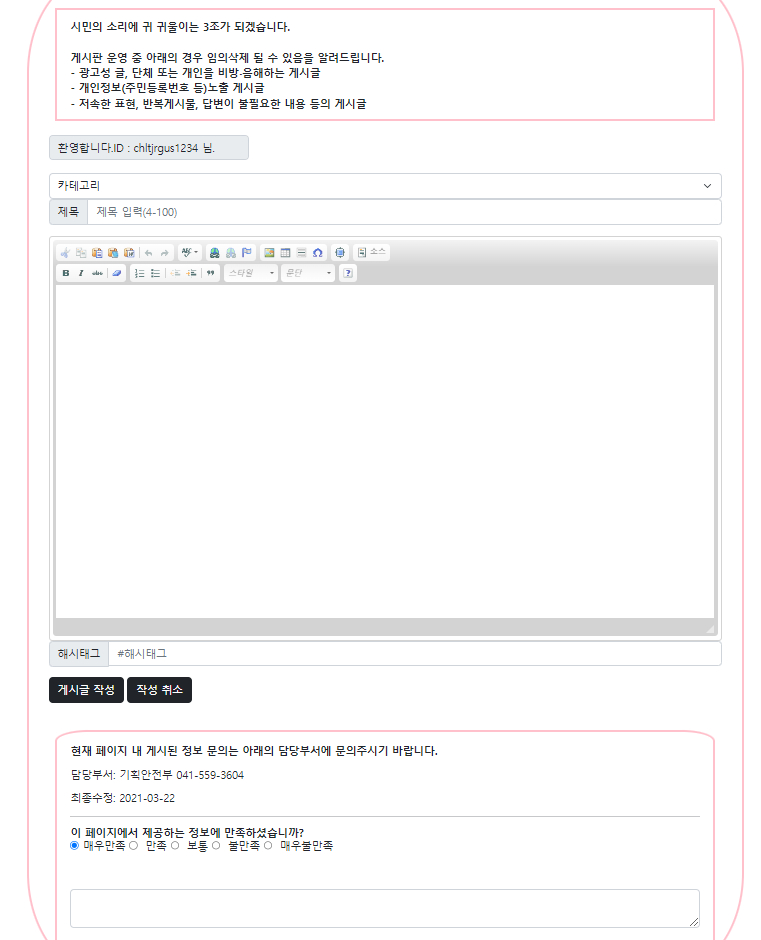 시민의 소리에 귀 귀울이는 3조가 되겠습니다.
게시판 운영 중 아래의 경우 임의삭제 될 수 있음을 알려드립니다.
- 광고성 글, 단체 또는 개인을 비방·음해하는 게시글
- 개인정보(주민등록번호 등)노출 게시글
- 저속한 표현, 반복게시물, 답변이 불필요한 내용 등의 게시글
환영합니다.ID : chltjrgus1234 님.
카테고리
제목 제목 입력(4-100)
ABC 소스
B I abc 스타일 문단 ?
해시태그 #해시태그
게시글 작성 작성 취소
현재 페이지 내 게시된 정보 문의는 아래의 담당부서에 문의주시기 바랍니다.
담당부서: 기획안전부 041-559-3604
최종수정: 2021-03-22
이 페이지에서 제공하는 정보에 만족하셨습니까?
매우만족 만족 보통 불만족 매우불만족